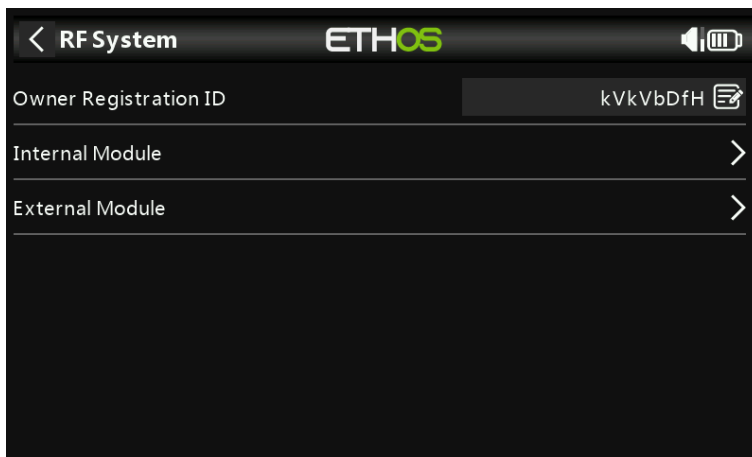 RF System
ETHOS
Owner Registration ID
kVkVbDfH
Internal Module
External Module